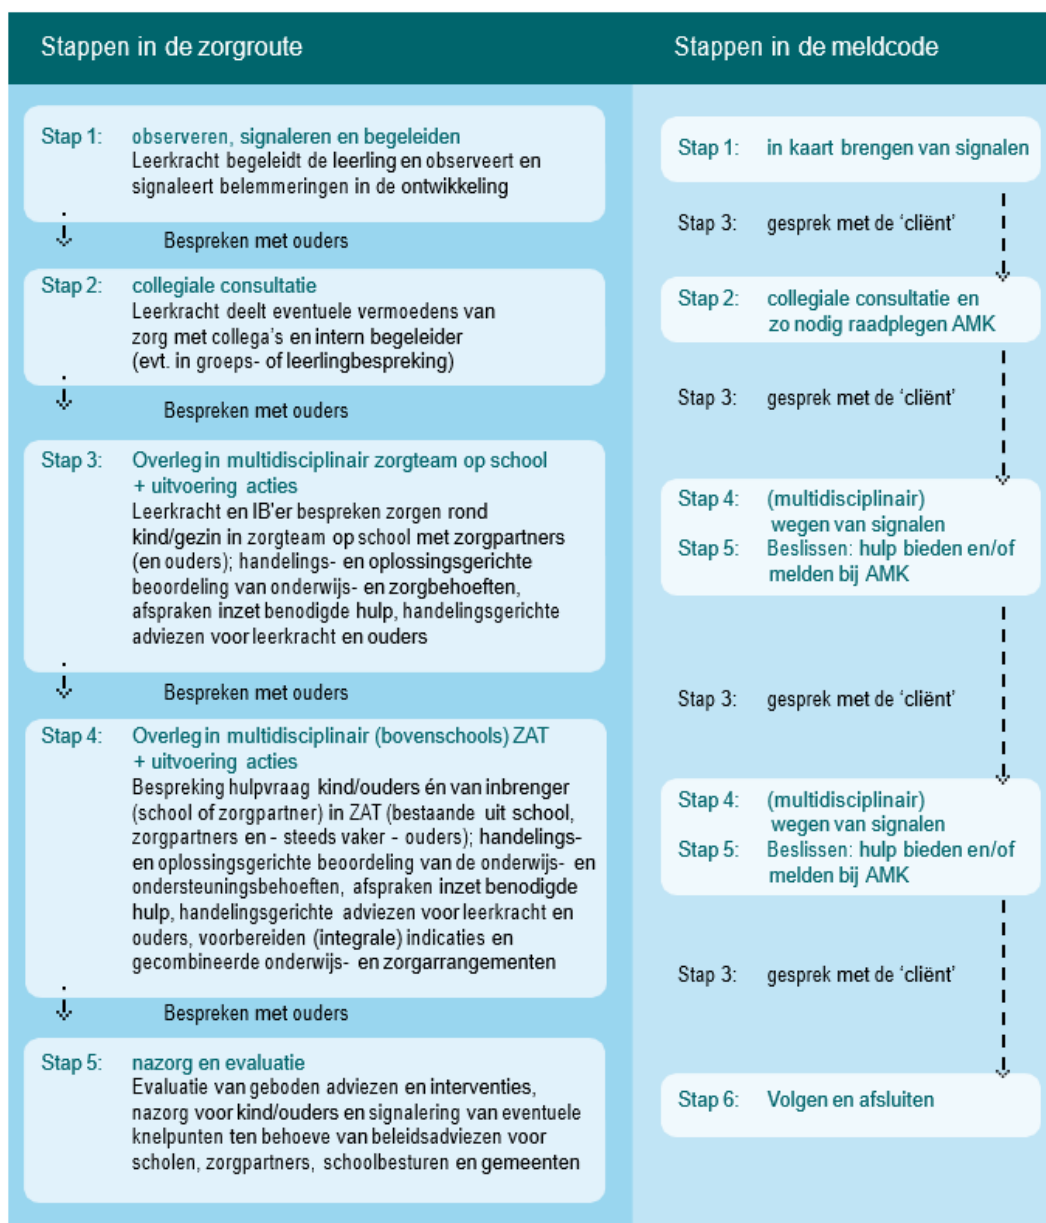 Stappen in de zorgroute
Stap 1: observeren, signaleren en begeleiden
Leerkracht begeleidt de leerling en observeert en
signaleert belemmeringen in de ontwikkeling
Bespreken met ouders
Stap 2: collegiale consultatie
Leerkracht deelt eventuele vermoedens van
zorg met collega's en intern begeleider
(evt. in groeps- of leerlingbespreking)
Bespreken met ouders
Stap 3: Overleg in multidisciplinair zorgteam op school
+ uitvoering acties
Leerkracht en IB'er bespreken zorgen rond
kind/gezin in zorgteam op school met zorgpartners
(en ouders); handelings- en oplossingsgerichte
beoordeling van onderwijs- en zorgbehoeften,
afspraken inzet benodigde hulp, handelingsgerichte
adviezen voor leerkracht en ouders
Bespreken met ouders
Stap 4: Overleg in multidisciplinair (bovenschools) ZAT
+ uitvoering acties
Bespreking hulpvraag kind/ouders én van inbrenger
(school of zorgpartner) in ZAT (bestaande uit school,
zorgpartners en - steeds vaker - ouders); handelings-
en oplossingsgerichte beoordeling van de onderwijs- en
ondersteuningsbehoeften, afspraken inzet benodigde
hulp, handelingsgerichte adviezen voor leerkracht en
ouders, voorbereiden (integrale) indicaties en
gecombineerde onderwijs- en zorgarrangementen
Bespreken met ouders
Stap 5: nazorg en evaluatie
Evaluatie van geboden adviezen en interventies,
nazorg voor kind/ouders en signalering van eventuele
knelpunten ten behoeve van beleidsadviezen voor
scholen, zorgpartners, schoolbesturen en gemeenten
Stappen in de meldcode
Stap 1: in kaart brengen van signalen
Stap 3: gesprek met de ‘cliënt’
Stap 2: collegiale consultatie en
zo nodig raadplegen AMK
Stap 3: gesprek met de ‘cliënt’
Stap 4: (multidisciplinair)
wegen van signalen
Stap 5: Beslissen: hulp bieden en/of
melden bij AMK
Stap 3: gesprek met de ‘cliënt’
Stap 4: (multidisciplinair)
wegen van signalen
Stap 5: Beslissen: hulp bieden en/of
melden bij AMK
Stap 3: gesprek met de ‘cliënt’
Stap 6: Volgen en afsluiten